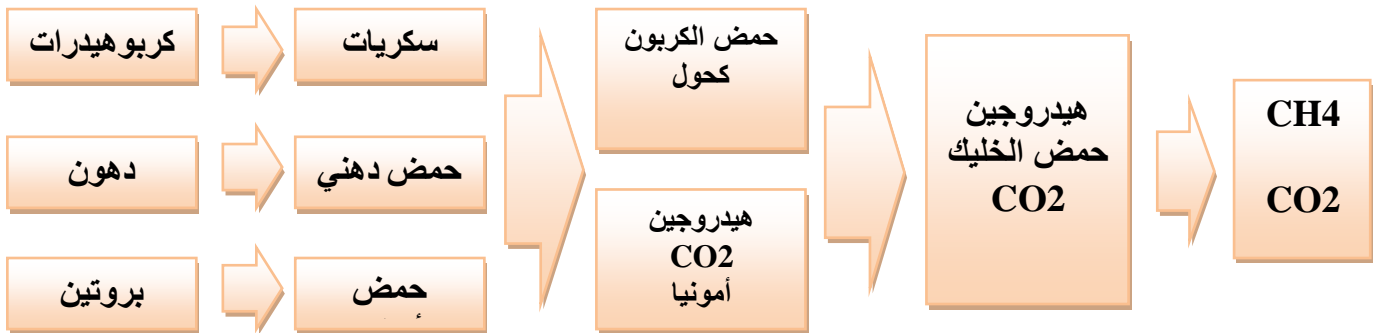 كربوهيدرات
سكريات
دهون
حمض دهني
بروتين
حمض
حمض الكربون
كحول
هيدروجين
CO2
أمونيا
هيدروجين
حمض الخليك
CO2
CH4
CO2